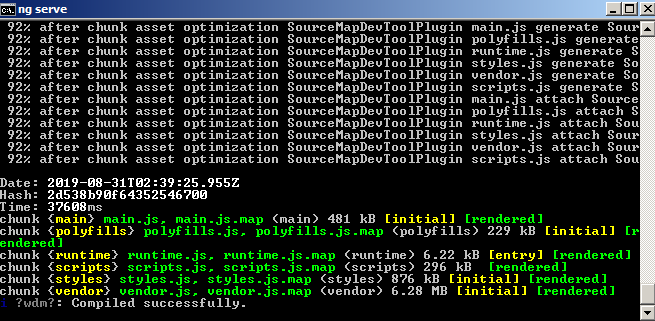 ng serve
92% after chunk asset optimization SourceMapDevToolPlugin main.js generate Sour
92% after chunk asset optimization SourceMapDevToolPlugin polyfills.js generate
92% after chunk asset optimization SourceMapDevToolPlugin runtime.js generate S
92% after chunk asset optimization SourceMapDevToolPlugin styles.js generate So
92% after chunk asset optimization SourceMapDevToolPlugin vendor.js generate So
92% after chunk asset optimization SourceMapDevToolPlugin scripts.js generate S
92% after chunk asset optimization SourceMapDevToolPlugin main.js attach Source
92% after chunk asset optimization SourceMapDevToolPlugin polyfills.js attach S
92% after chunk asset optimization SourceMapDevToolPlugin runtime.js attach Sou
92% after chunk asset optimization SourceMapDevToolPlugin styles.js attach Sour
92% after chunk asset optimization SourceMapDevToolPlugin vendor.js attach Sour
92% after chunk asset optimization SourceMapDevToolPlugin scripts.js attach Sou
Date: 2019-08-31T02:39:25.955Z
Hash: 2d538b90f64352546700
Time: 37608ms
chunk {main} main.js, main.js.map (main) 481 kB [initial] [rendered]
chunk {polyfills} polyfills.js, polyfills.js.map (polyfills) 229 kB [initial] [r
endered]
chunk {runtime} runtime.js, runtime.js.map (runtime) 6.22 kB [entry] [rendered]
chunk {scripts} scripts.js, scripts.js.map (scripts) 296 kB [rendered]
chunk {styles} styles.js, styles.js.map (styles) 876 kB [initial] [rendered]
chunk {vendor} vendor.js, vendor.js.map (vendor) 6.28 MB [initial] [rendered]
i ?wdm?: Compiled successfully.